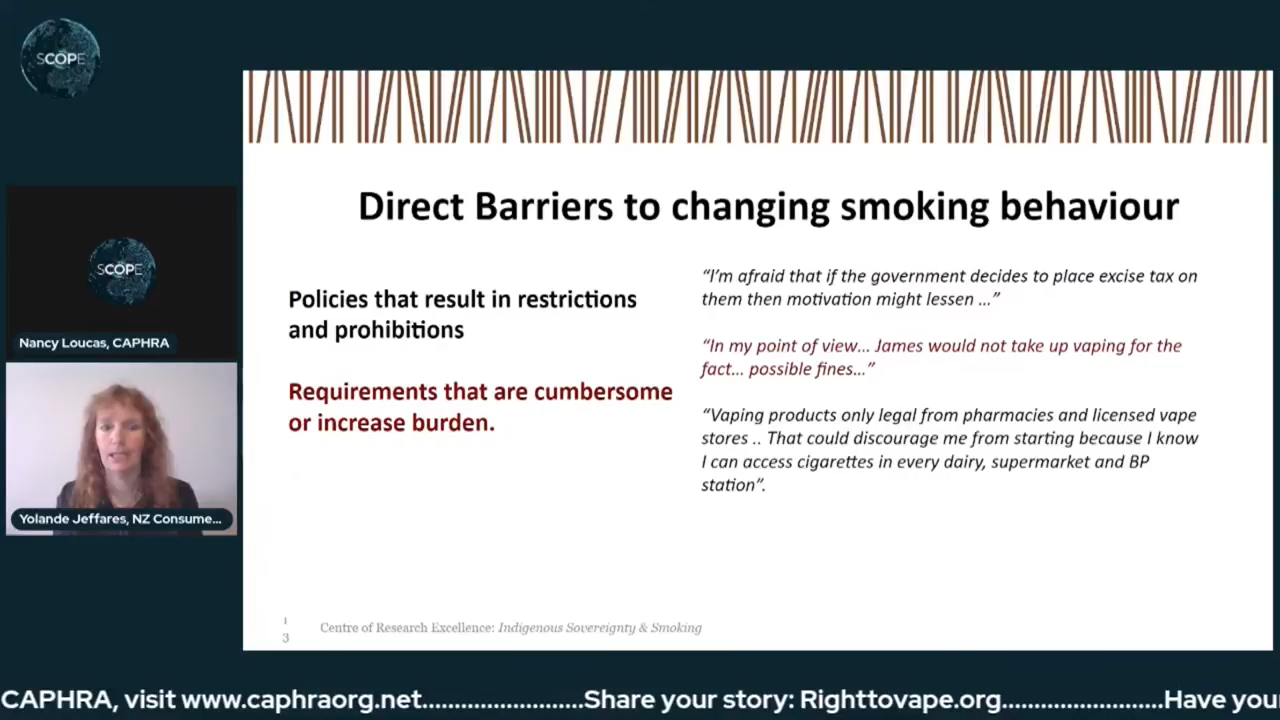 SCOPE
Direct Barriers to changing smoking behaviour
Policies that result in restrictions
and prohibitions
Requirements that are cumbersome
or increase burden.
“I’m afraid that if the government decides to place excise tax on
them then motivation might lessen …”
“In my point of view… James would not take up vaping for the
fact… possible fines…”
“Vaping products only legal from pharmacies and licensed vape
stores .. That could discourage me from starting because I know
I can access cigarettes in every dairy, supermarket and BP
station”.
SCOPE
Nancy Loucas, CAPHRA
Yolande Jeffares, NZ Consume...
1
3
Centre of Research Excellence: Indigenous Sovereignty & Smoking
CAPHRA, visit www.caphraorg.net........................Share your story: Righttovape.org........................Have you